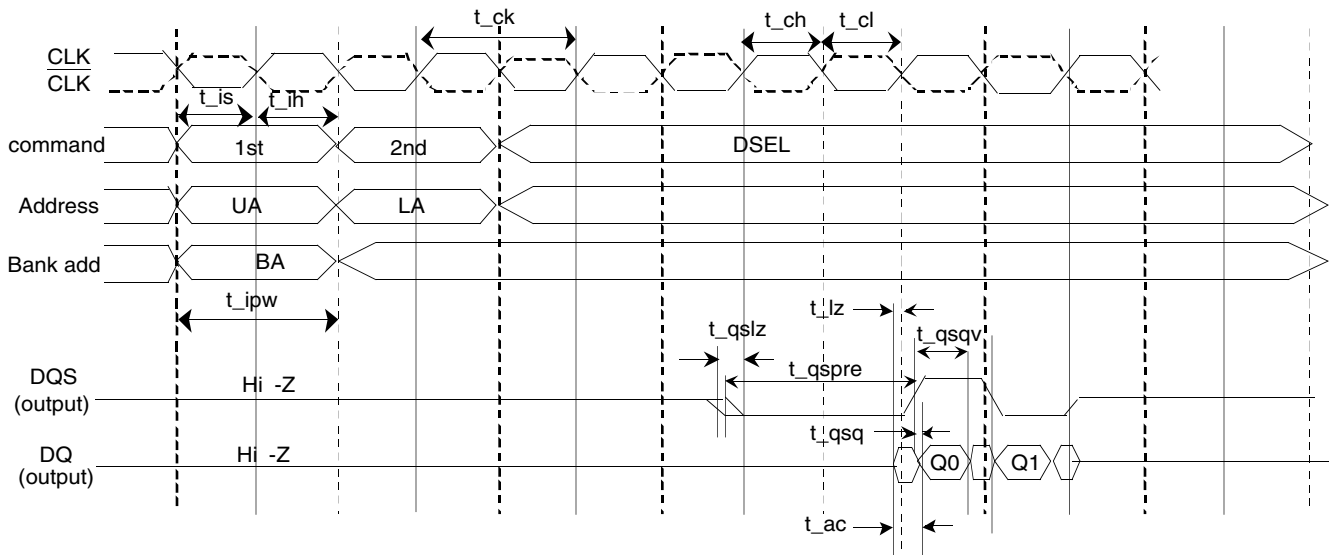 t_ck
t_ch
t_cl
CLK
CLK
t_is
t_ih
command
1st
2nd
DSEL
Address
UA
LA
Bank add
BA
t_ipw
t_lz
t_qslz
t_qsqv
DQS
(output)
Hi -Z
t_qspre
t_qsq
DQ
(output)
Hi -Z
Q0
Q1
t_ac